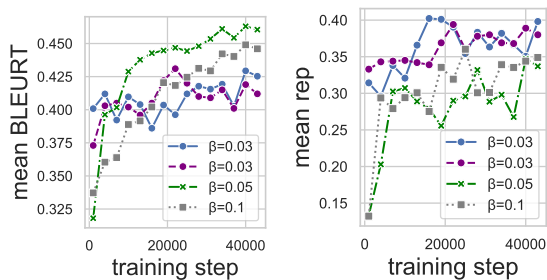 mean BLEURT
0.450
0.425
0.400
0.375
0.350
0.325
β=0.03
β=0.03
β=0.05
β=0.1
0
20000
40000
training step
mean rep
0.40
0.35
0.30
0.25
0.20
0.15
β=0.03
β=0.03
β=0.05
β=0.1
0
20000
40000
training step